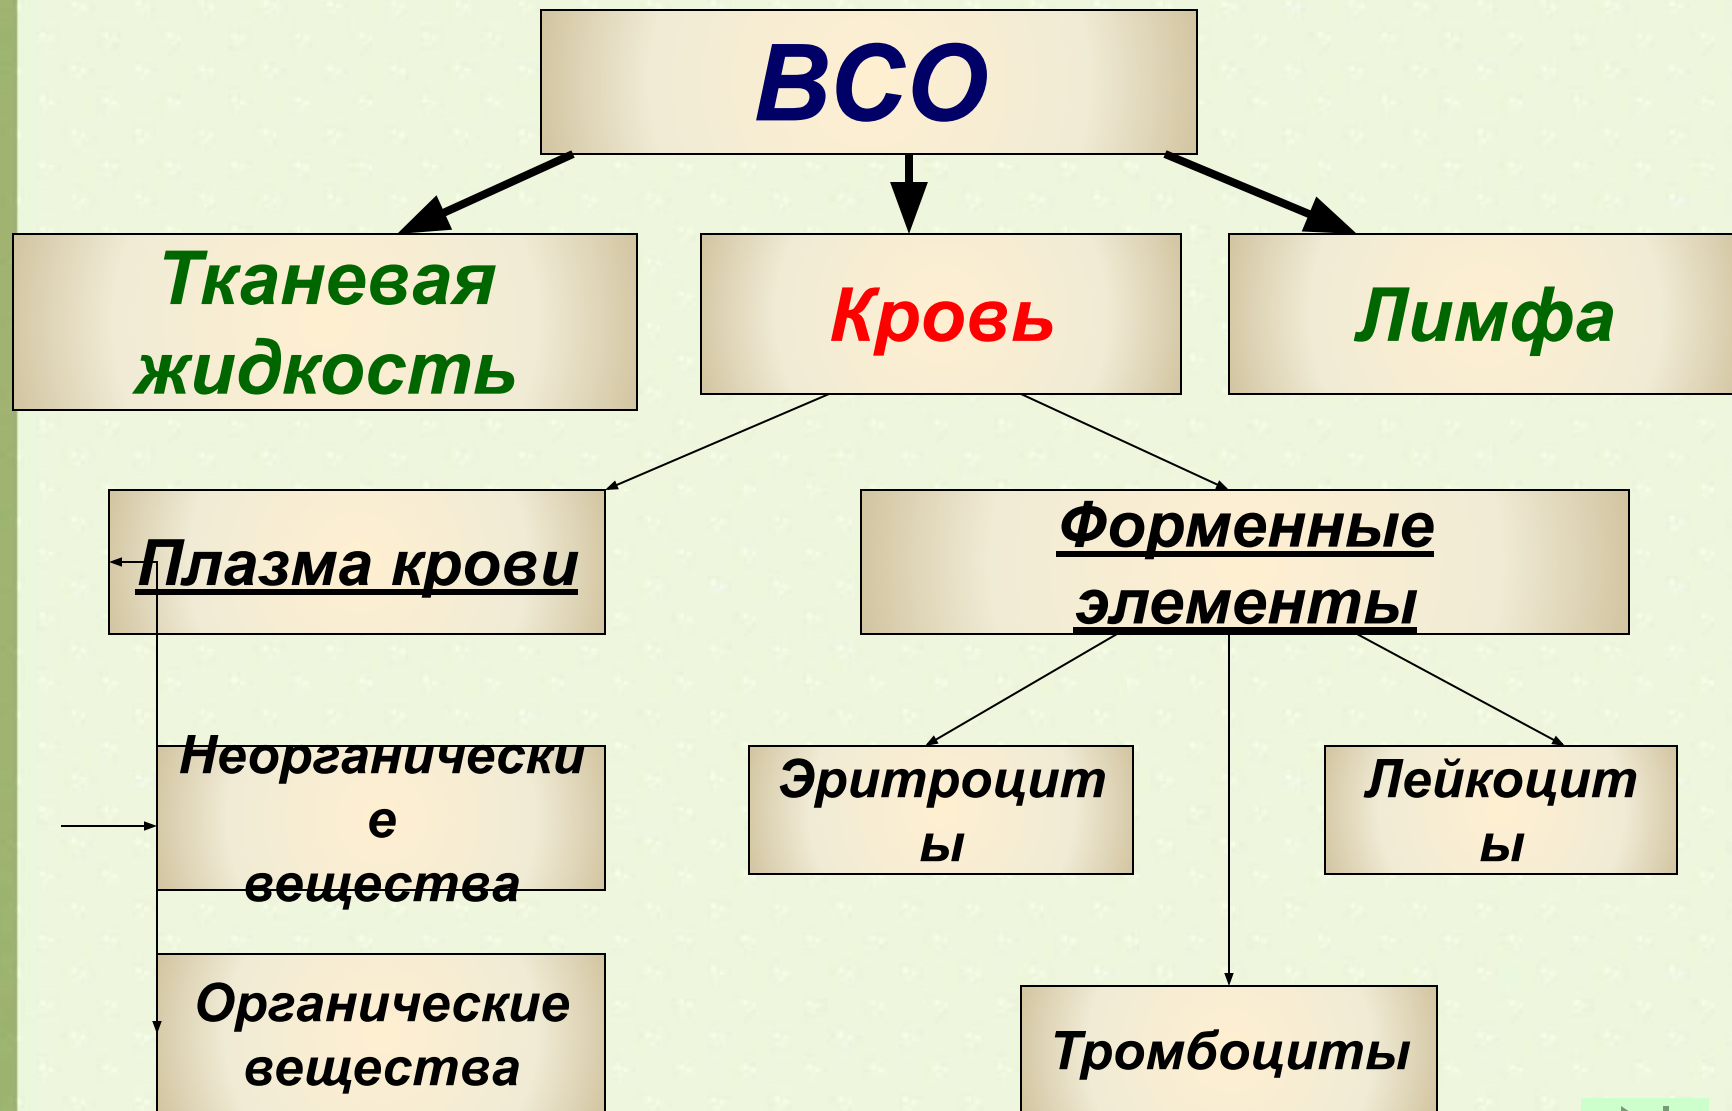 ВСО
Тканевая
жидкость
Кровь
Лимфа
Плазма крови
Форменные
элементы
Неорганически
е
вещества
Эритроцит
ы
Лейкоцит
ы
Органические
вещества
Тромбоциты